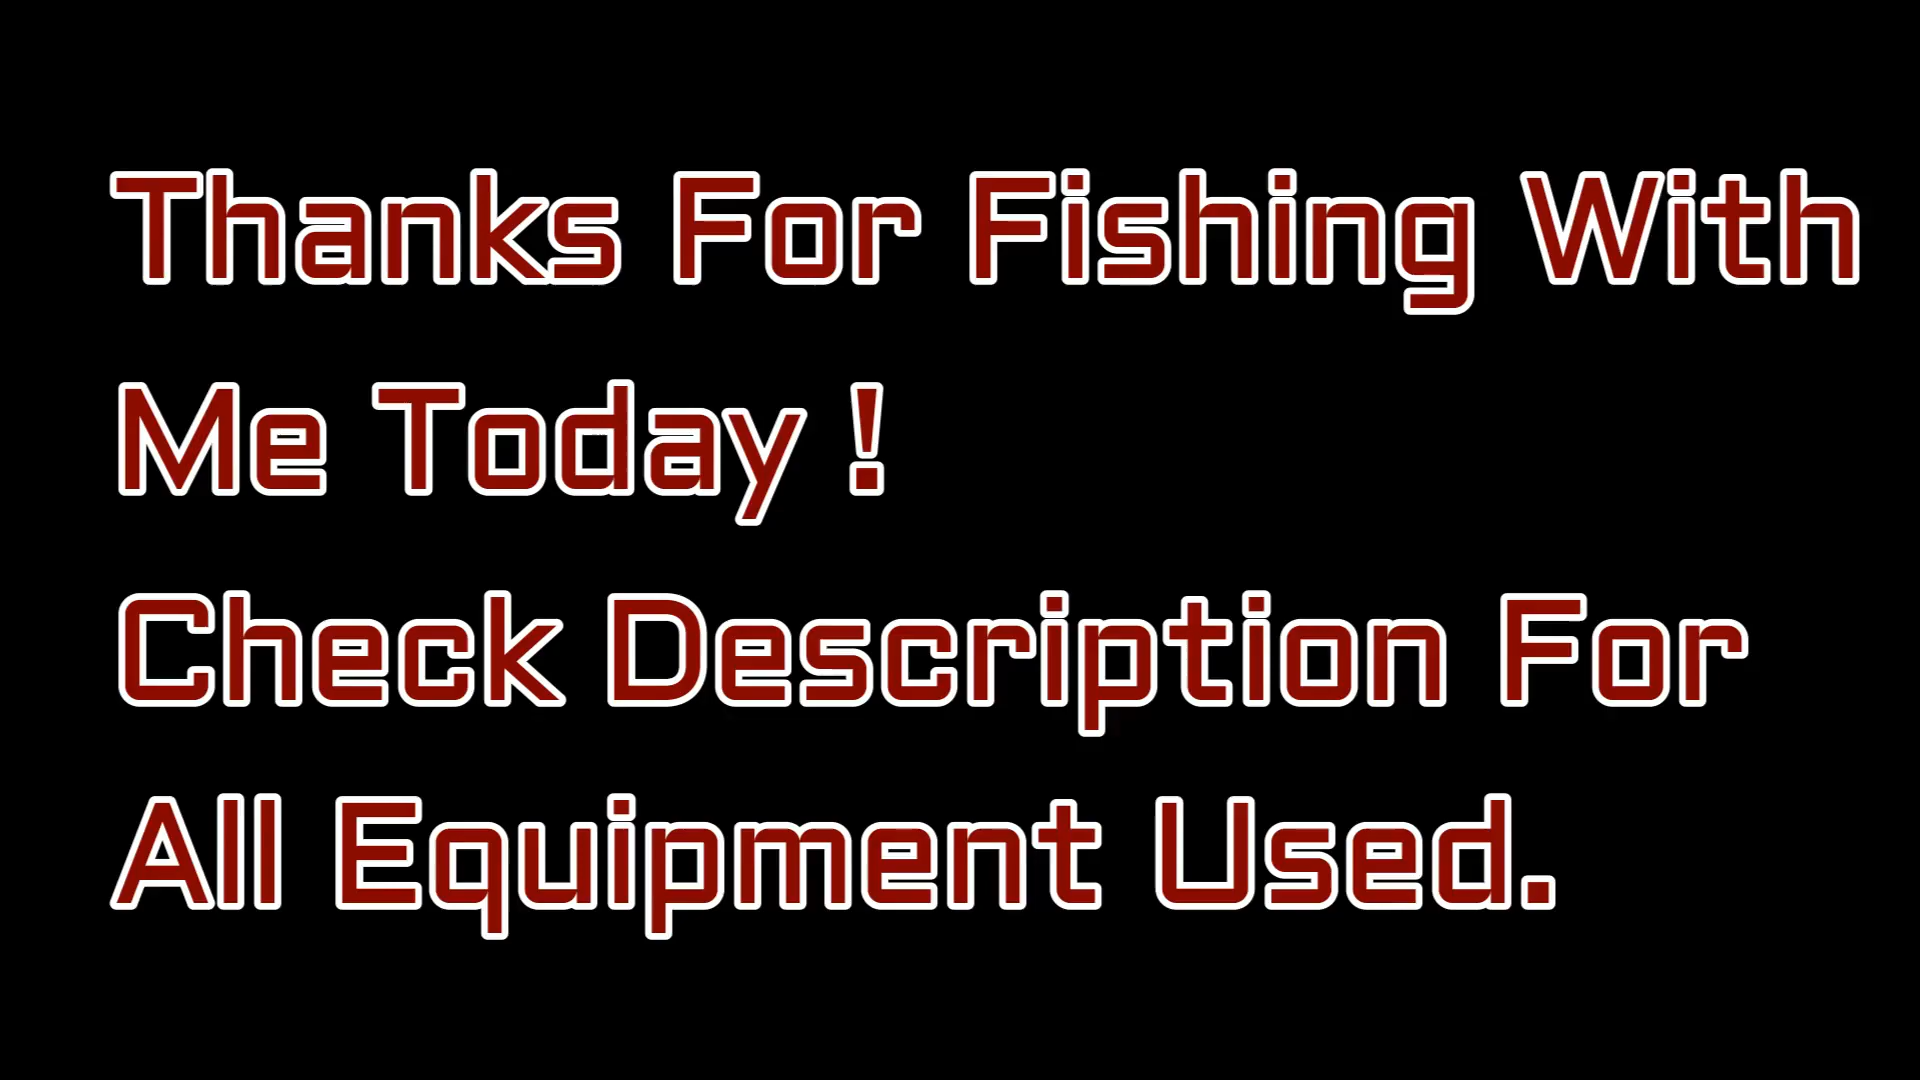 Thanks For Fishing With
Me Today !
Check Description For
All Equipment Used.